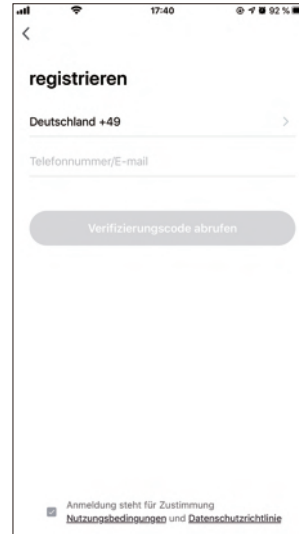 17:40
92 %
registrieren
Deutschland +49
Telefonnummer/E-mail
Verifizierungscode abrufen
Anmeldung steht für Zustimmung
Nutzungsbedingungen und Datenschutzrichtlinie